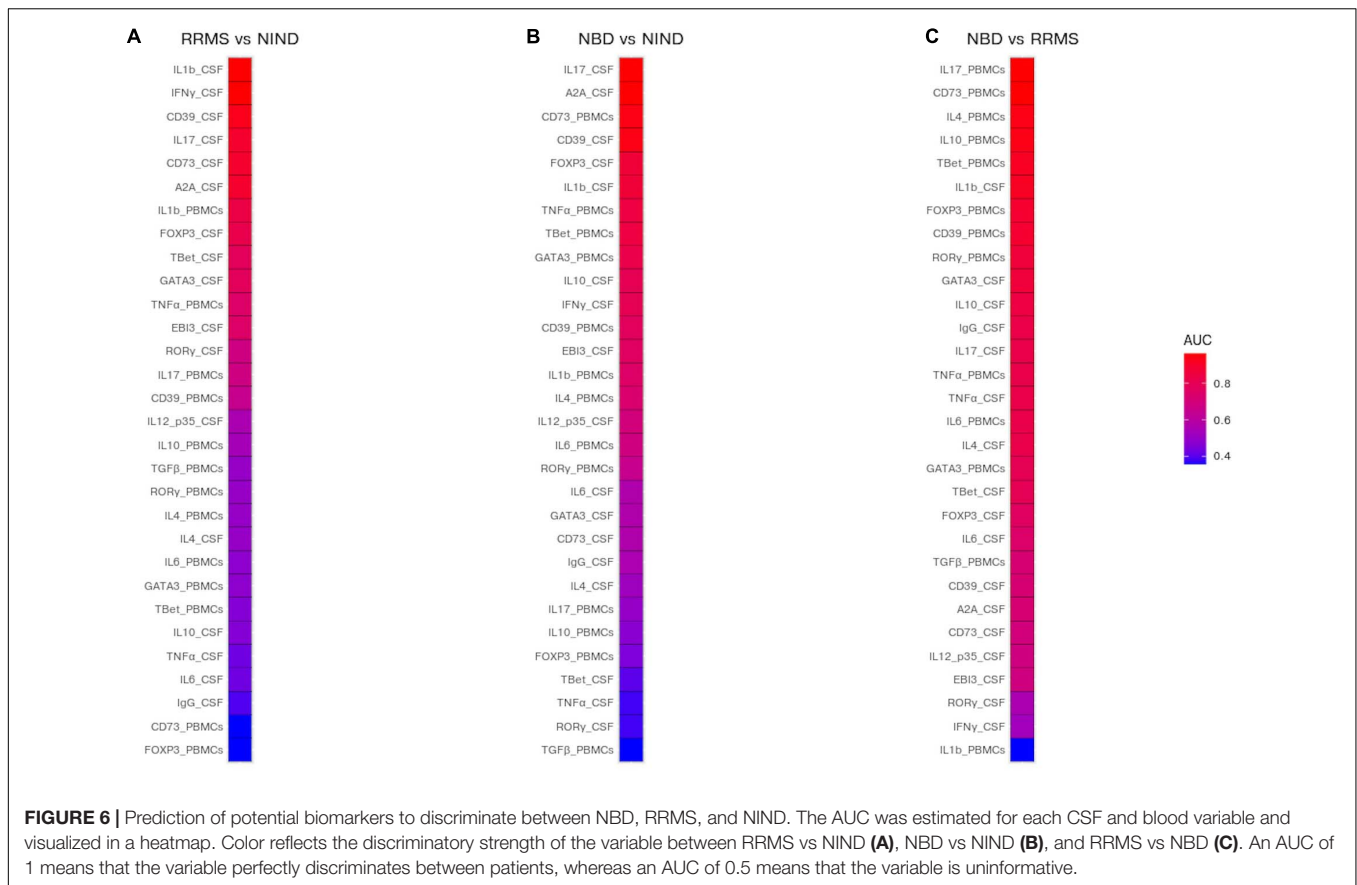 A RRMS vs NIND
IL1b_CSF
IFNγ_CSF
CD39_CSF
IL17_CSF
CD73_CSF
A2A_CSF
IL1b_PBMCs
FOXP3_CSF
TBet_CSF
GATA3_CSF
TNFα_PBMCs
EBI3_CSF
RORγ_CSF
IL17_PBMCs
CD39_PBMCs
IL12_p35_CSF
IL10_PBMCs
TGFβ_PBMCs
RORγ_PBMCs
IL4_PBMCs
IL4_CSF
IL6_PBMCs
GATA3_PBMCs
TBet_PBMCs
IL10_CSF
TNFα_CSF
IL6_CSF
IgG_CSF
CD73_PBMCs
FOXP3_PBMCs
B NBD vs NIND
IL17_CSF
A2A_CSF
CD73_PBMCs
CD39_CSF
FOXP3_CSF
IL1b_CSF
TNFα_PBMCs
TBet_PBMCs
GATA3_PBMCs
IL10_CSF
IFNγ_CSF
CD39_PBMCs
EBI3_CSF
IL1b_PBMCs
IL4_PBMCs
IL12_p35_CSF
IL6_PBMCs
RORγ_PBMCs
IL6_CSF
GATA3_CSF
CD73_CSF
IgG_CSF
IL4_CSF
IL17_PBMCs
IL10_PBMCs
FOXP3_PBMCs
TBet_CSF
TNFα_CSF
RORγ_CSF
TGFβ_PBMCs
C NBD vs RRMS
IL17_PBMCs
CD73_PBMCs
IL4_PBMCs
IL10_PBMCs
TBet_PBMCs
IL1b_CSF
FOXP3_PBMCs
CD39_PBMCs
RORγ_PBMCs
GATA3_CSF
IL10_CSF
IgG_CSF
IL17_CSF
TNFα_PBMCs
TNFα_CSF
IL6_PBMCs
IL4_CSF
GATA3_PBMCs
TBet_CSF
FOXP3_CSF
IL6_CSF
TGFβ_PBMCs
CD39_CSF
A2A_CSF
CD73_CSF
IL12_p35_CSF
EBI3_CSF
RORγ_CSF
IFNγ_CSF
IL1b_PBMCs
AUC
0.8
0.6
0.4
FIGURE 6 | Prediction of potential biomarkers to discriminate between NBD, RRMS, and NIND. The AUC was estimated for each CSF and blood variable and
visualized in a heatmap. Color reflects the discriminatory strength of the variable between RRMS vs NIND (A), NBD vs NIND (B), and RRMS vs NBD (C). An AUC of
1 means that the variable perfectly discriminates between patients, whereas an AUC of 0.5 means that the variable is uninformative.